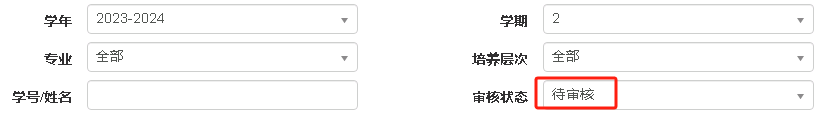 学年 2023-2024 学期 2
专业 全部 培养层次 全部
学号/姓名 审核状态 待审核